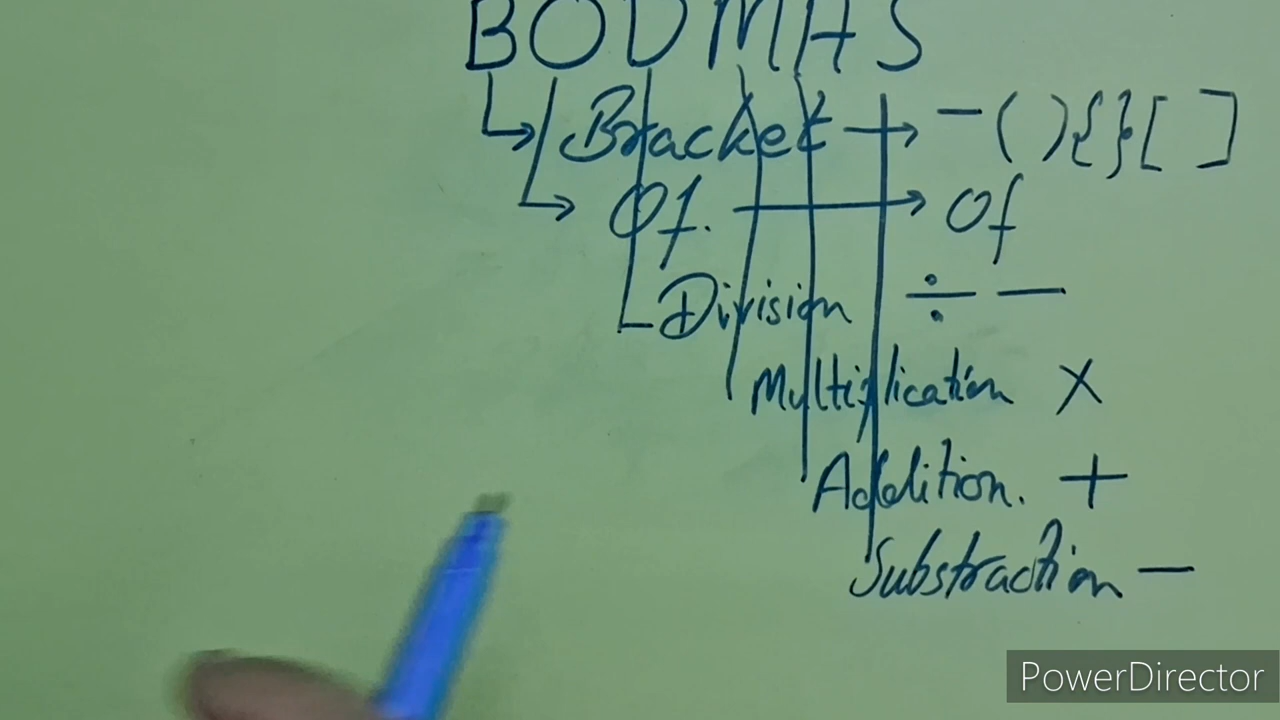 BODMAS
Bracket → - ( ) { } [ ]
Of. → Of
Division ÷ —
Multiplication ×
Addition. +
Substraction -
PowerDirector